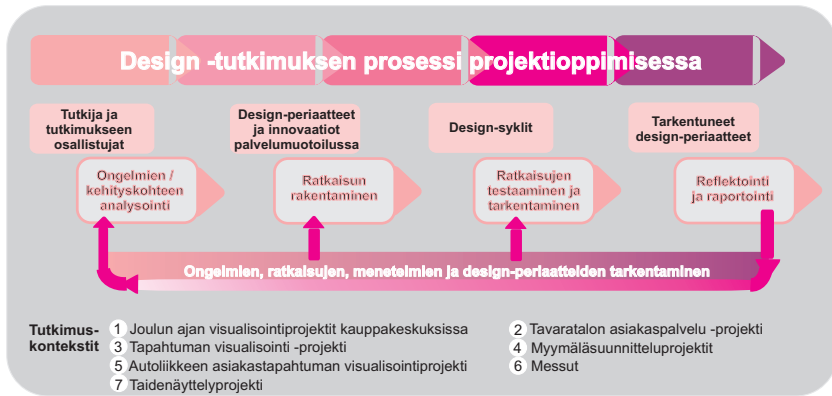 Design -tutkimuksen prosessi projektioppimisessa
Tutkija ja
tutkimukseen
osallistujat
Design-periaatteet
ja innovaatiot
palvelumuotoilussa
Design-syklit
Tarkentuneet
design-periaatteet
Ongelmien /
kehityskohteen
analysointi
Ratkaisun
rakentaminen
Ratkaisujen
testaaminen ja
tarkentaminen
Reflektointi
ja raportointi
Ongelmien, ratkaisujen, menetelmien ja design-periaatteiden tarkentaminen
Tutkimus-
kontekstit
1 Joulun ajan visualisointiprojektit kauppakeskuksissa
2 Tavaratalon asiakaspalvelu -projekti
3 Tapahtuman visualisointi -projekti
4 Myymäläsuunnitteluprojektit
5 Autoliikkeen asiakastapahtuman visualisointiprojekti
6 Messut
7 Taidenäyttelyprojekti